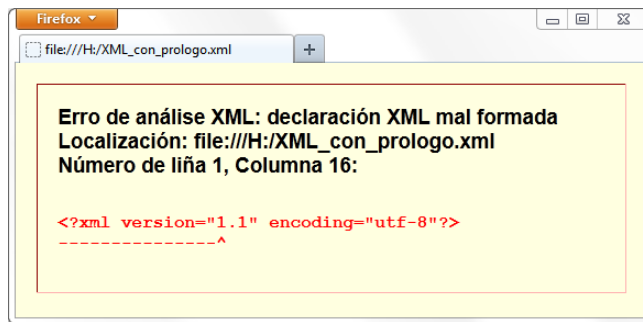 Firefox
file:///H:/XML_con_prologo.xml
Erro de análise XML: declaración XML mal formada
Localización: file:///H:/XML_con_prologo.xml
Número de liña 1, Columna 16:
<?xml version="1.1" encoding="utf-8"?>
---------------^